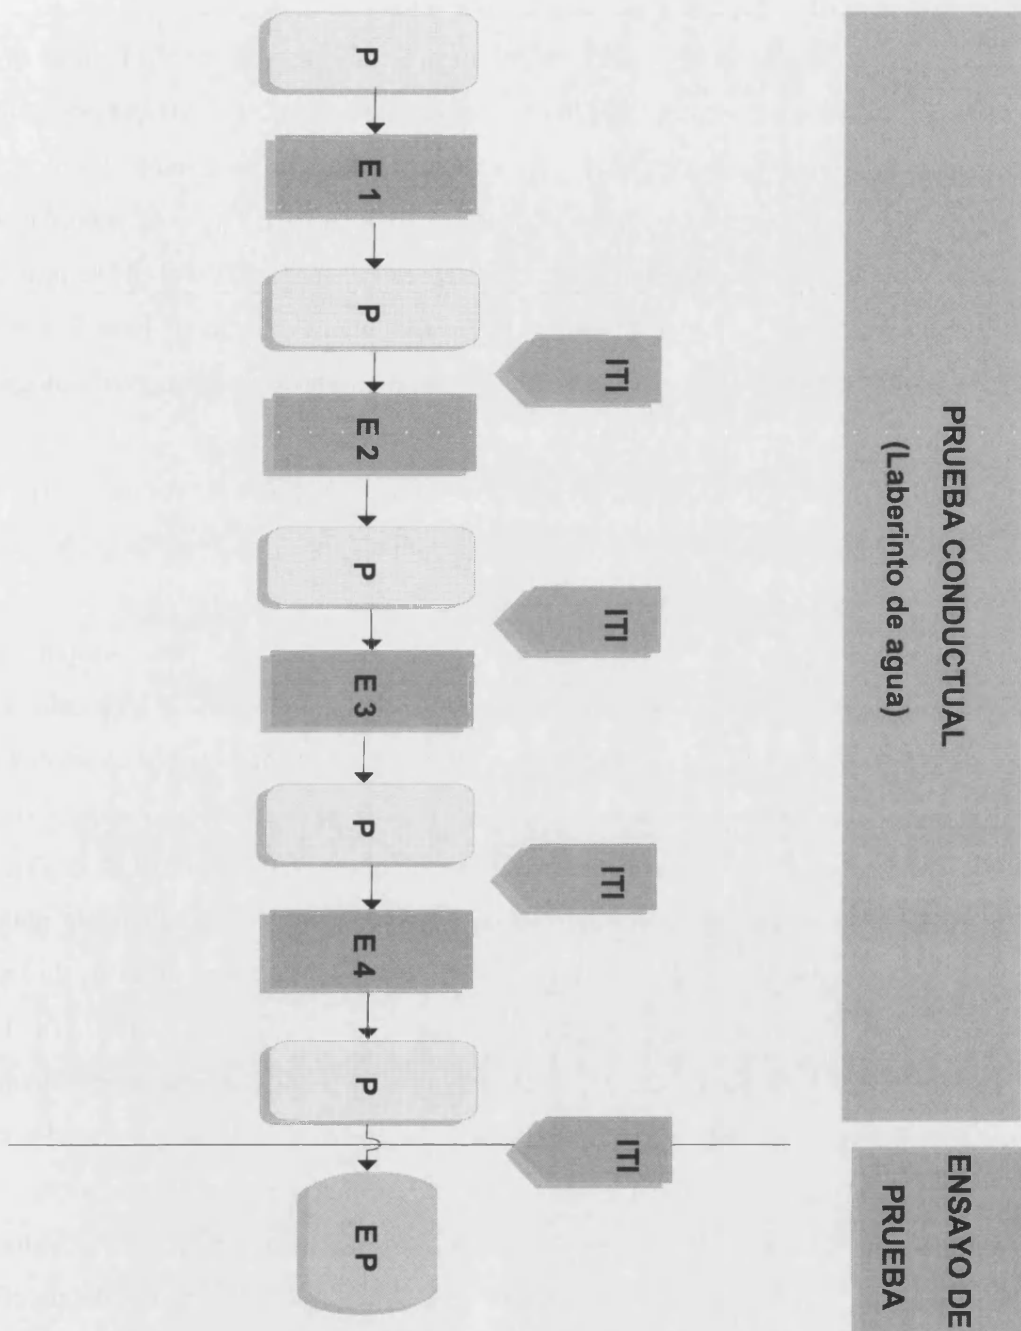 PRUEBA CONDUCTUAL
(Laberinto de agua)
ENSAYO DE
PRUEBA
ITI
ITI
ITI
ITI
P
E 1
P
E 2
P
E 3
P
E 4
P
E P